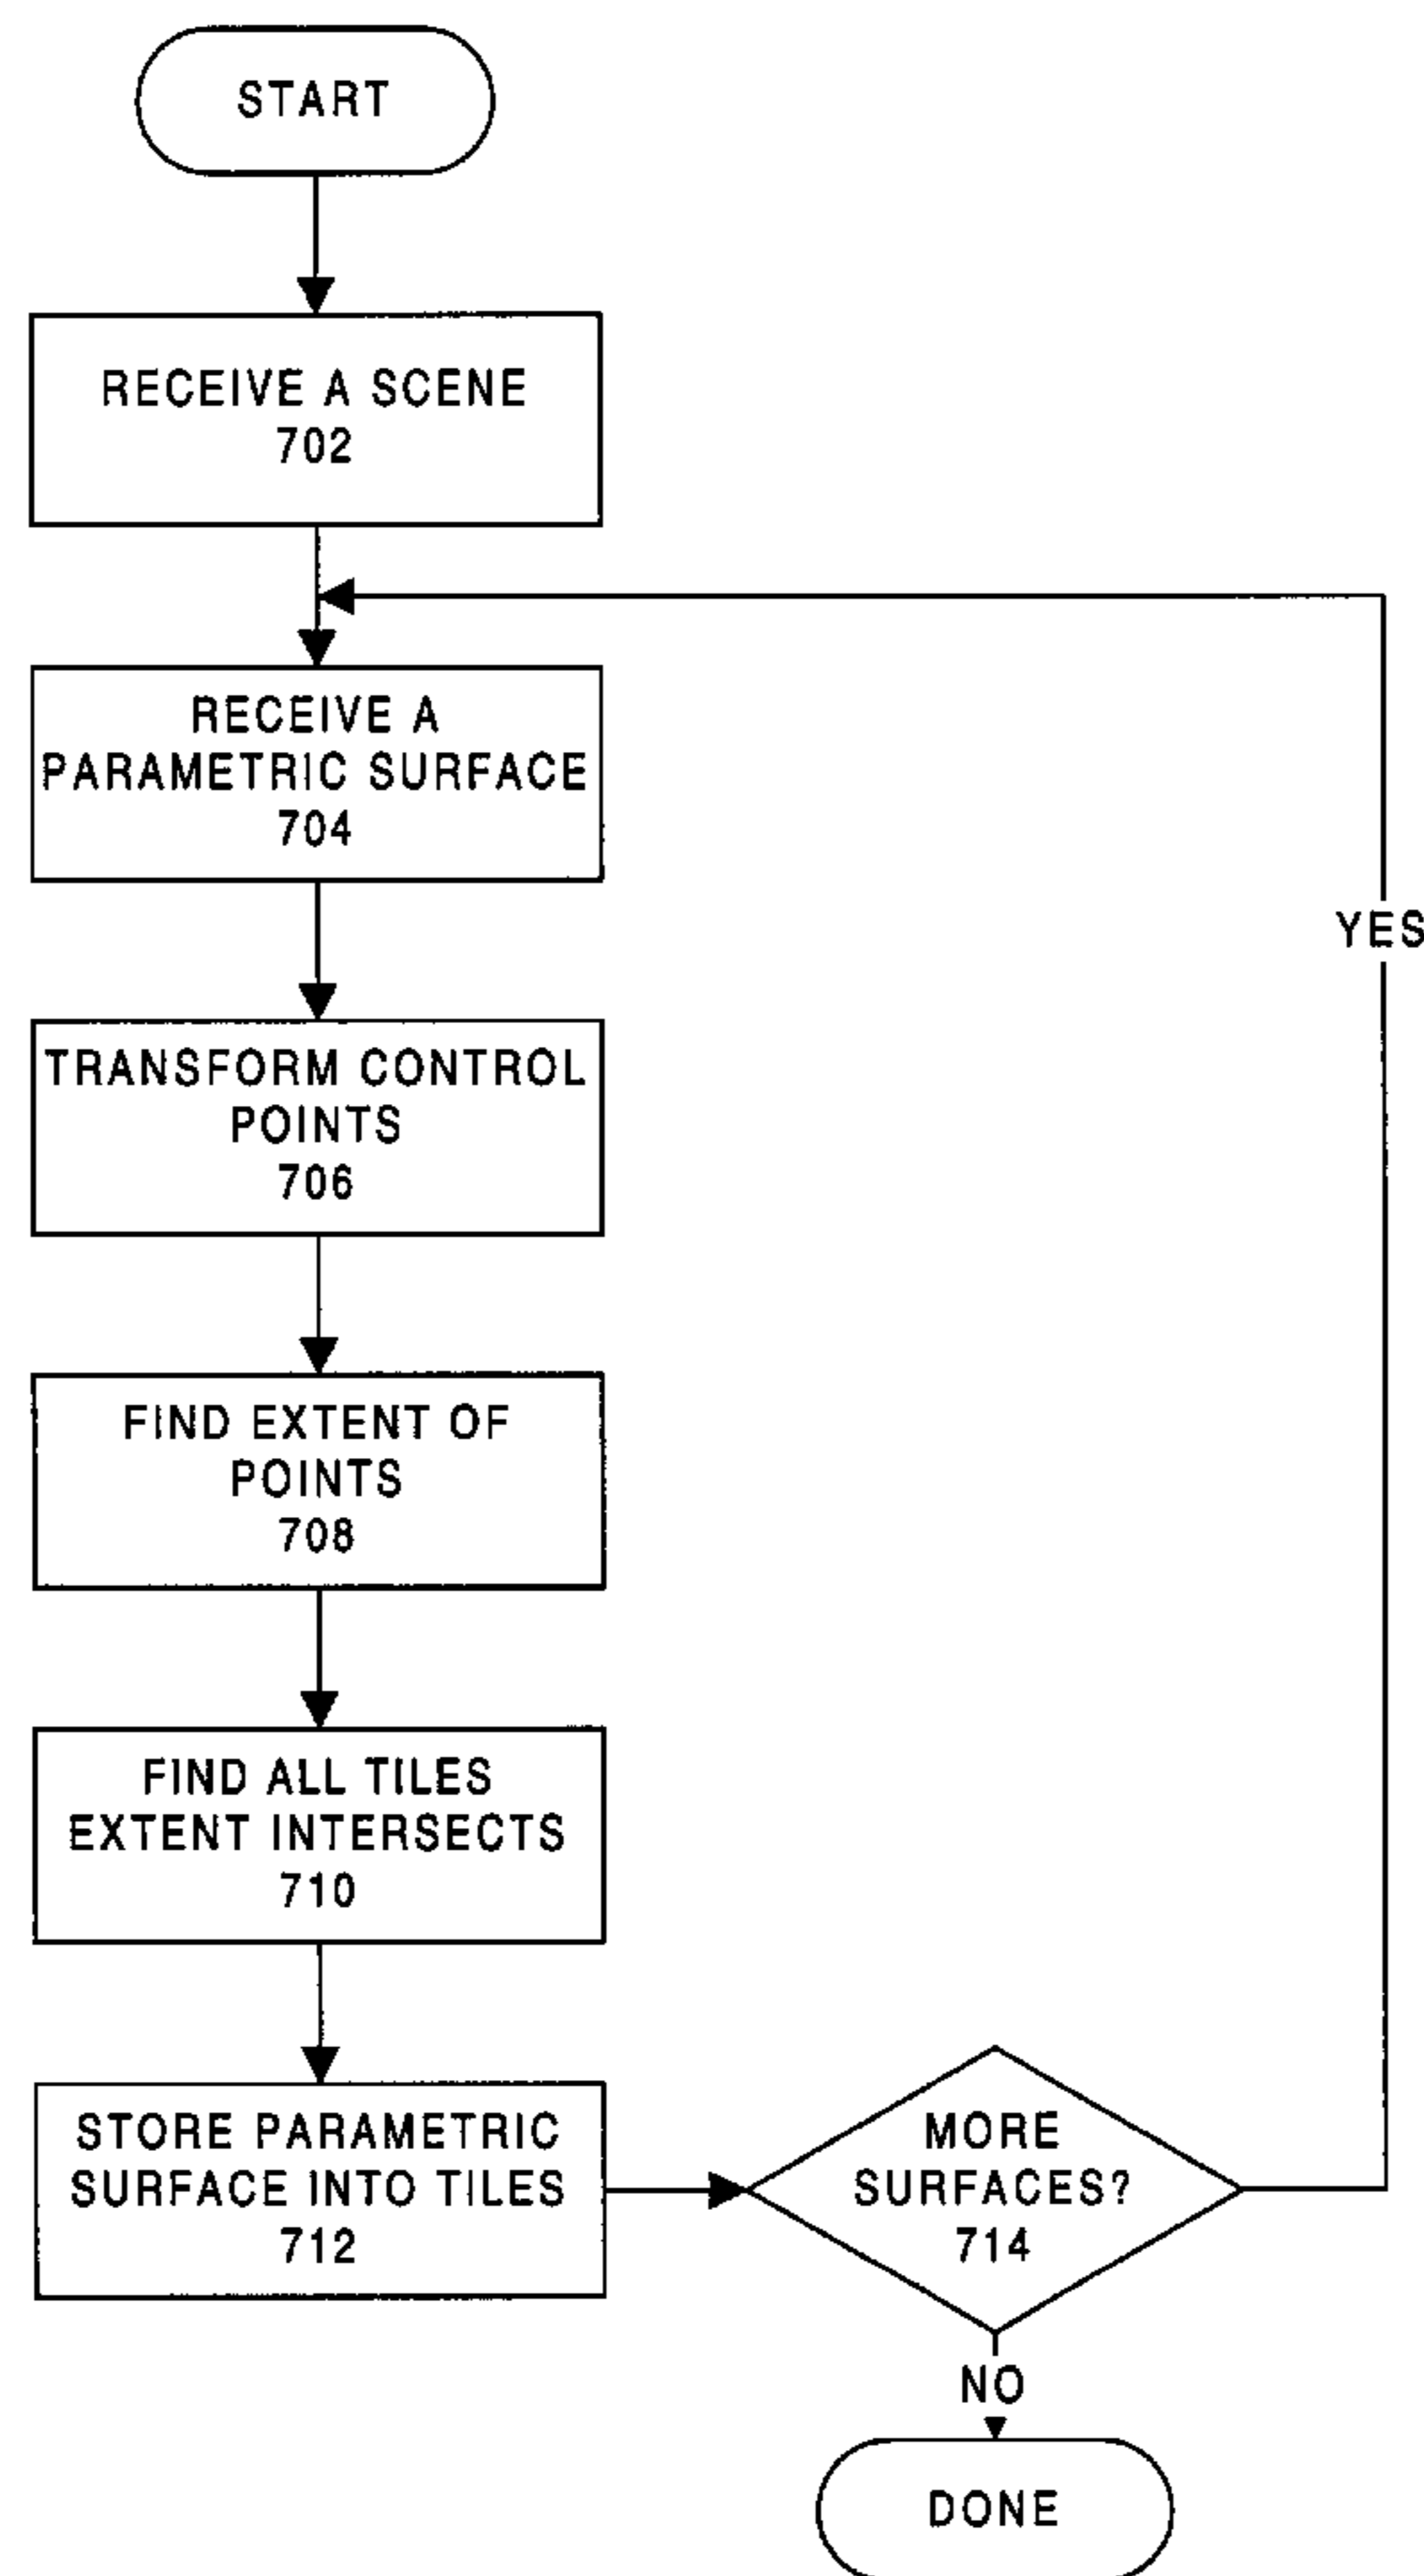 START
RECEIVE A SCENE
702
RECEIVE A
PARAMETRIC SURFACE
704
YES
TRANSFORM CONTROL
POINTS
706
FIND EXTENT OF
POINTS
708
FIND ALL TILES
EXTENT INTERSECTS
710
STORE PARAMETRIC
SURFACE INTO TILES
712
MORE
SURFACES?
714
NO
DONE